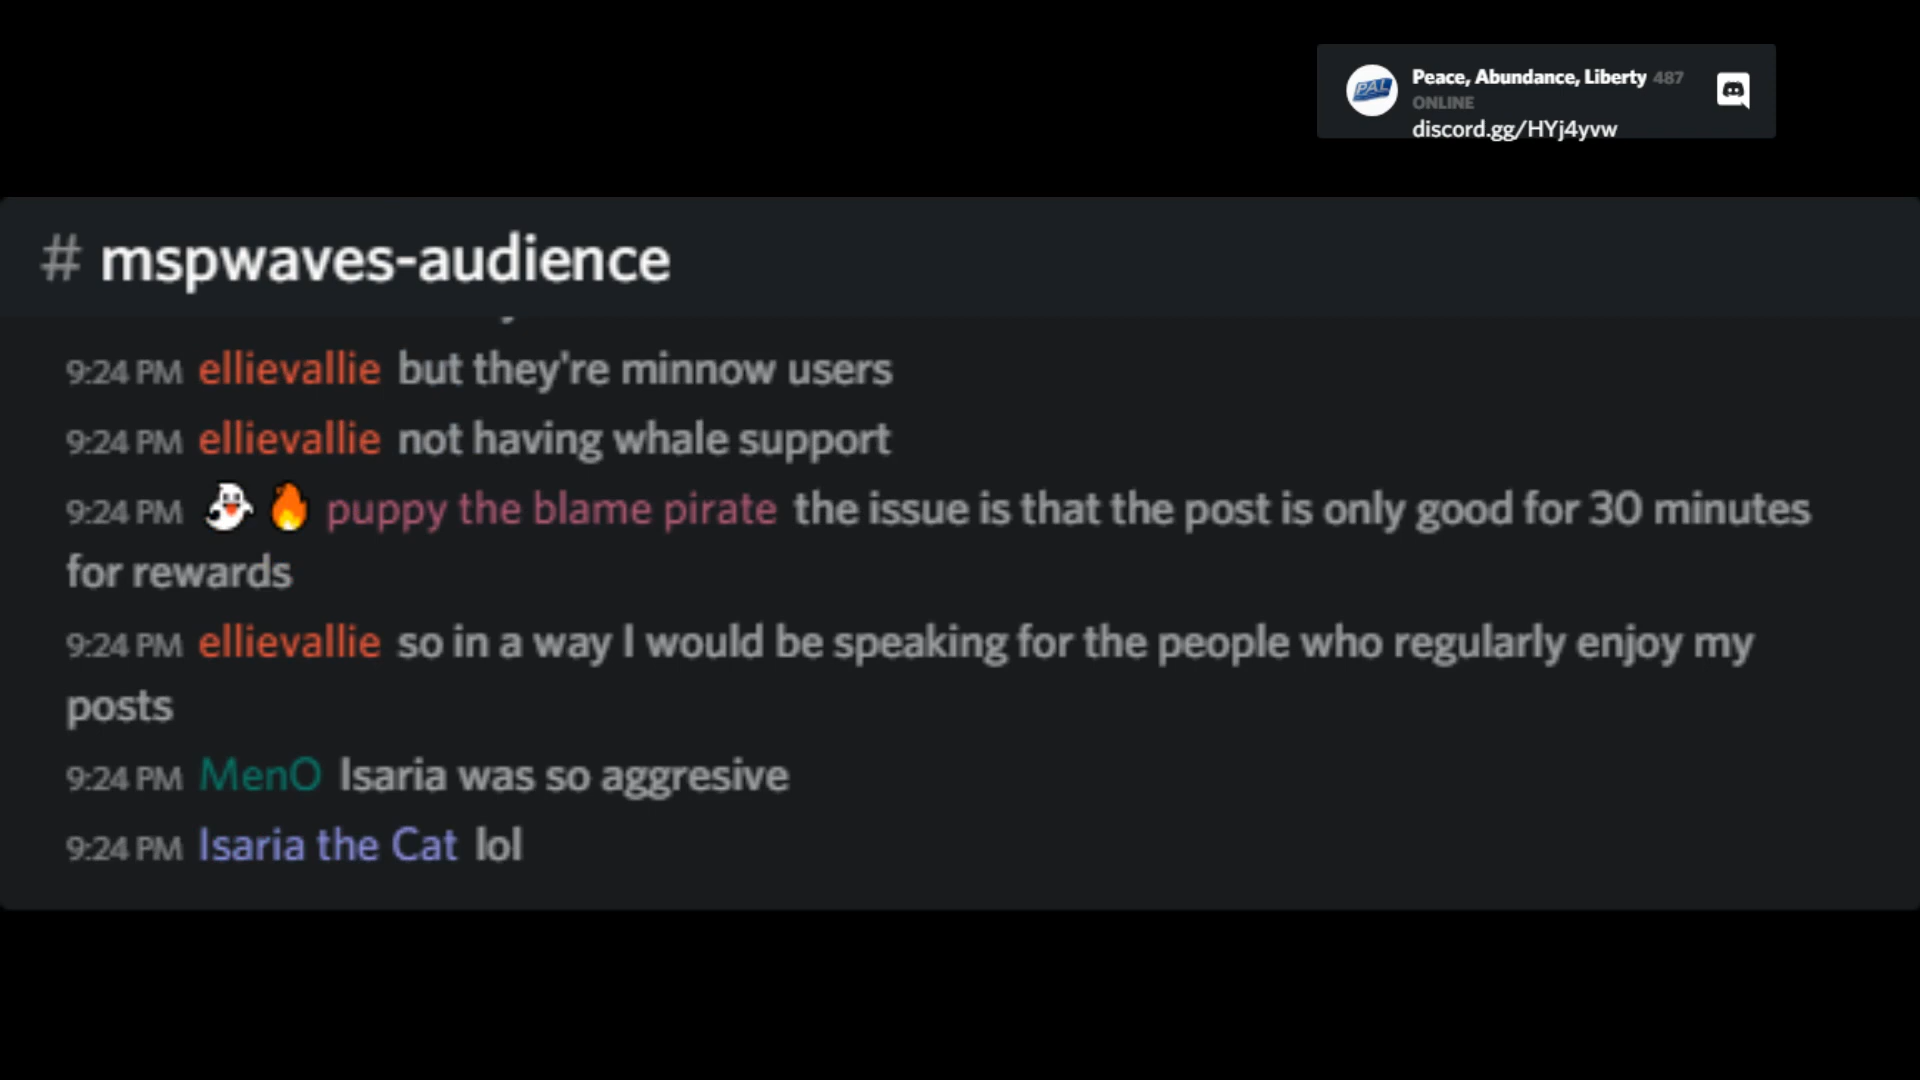 PAL
Peace, Abundance, Liberty 487
ONLINE
discord.gg/HYj4yvw
# mspwaves-audience
9:24 PM ellievallie but they're minnow users
9:24 PM ellievallie not having whale support
9:24 PM 👻🔥 puppy the blame pirate the issue is that the post is only good for 30 minutes
for rewards
9:24 PM ellievallie so in a way I would be speaking for the people who regularly enjoy my
posts
9:24 PM MenO Isaria was so aggresive
9:24 PM Isaria the Cat lol